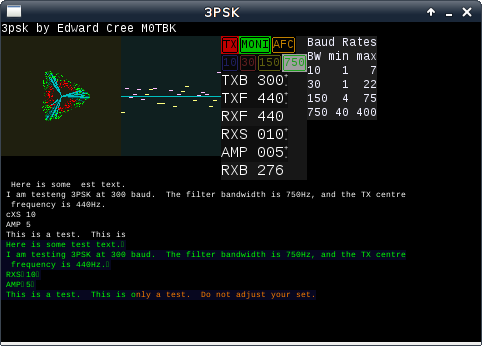 3PSK
3psk by Edward Cree M0TBK
TX MONI AFC
10 30 150 750
TXB 300
TXF 440
RXF 440
RXS 010
AMP 005
RXB 276
Baud Rates
BW min max
10 1 7
30 1 22
150 4 75
750 40 400
Here is some est text.
I am testeng 3PSK at 300 baud. The filter bandwidth is 750Hz, and the TX centre
frequency is 440Hz.
cXS 10
AMP 5
This is a test. This is
Here is some test text.
I am testing 3PSK at 300 baud. The filter bandwidth is 750Hz, and the TX centre
frequency is 440Hz.
RXS 10
AMP 5
This is a test. This is only a test. Do not adjust your set.